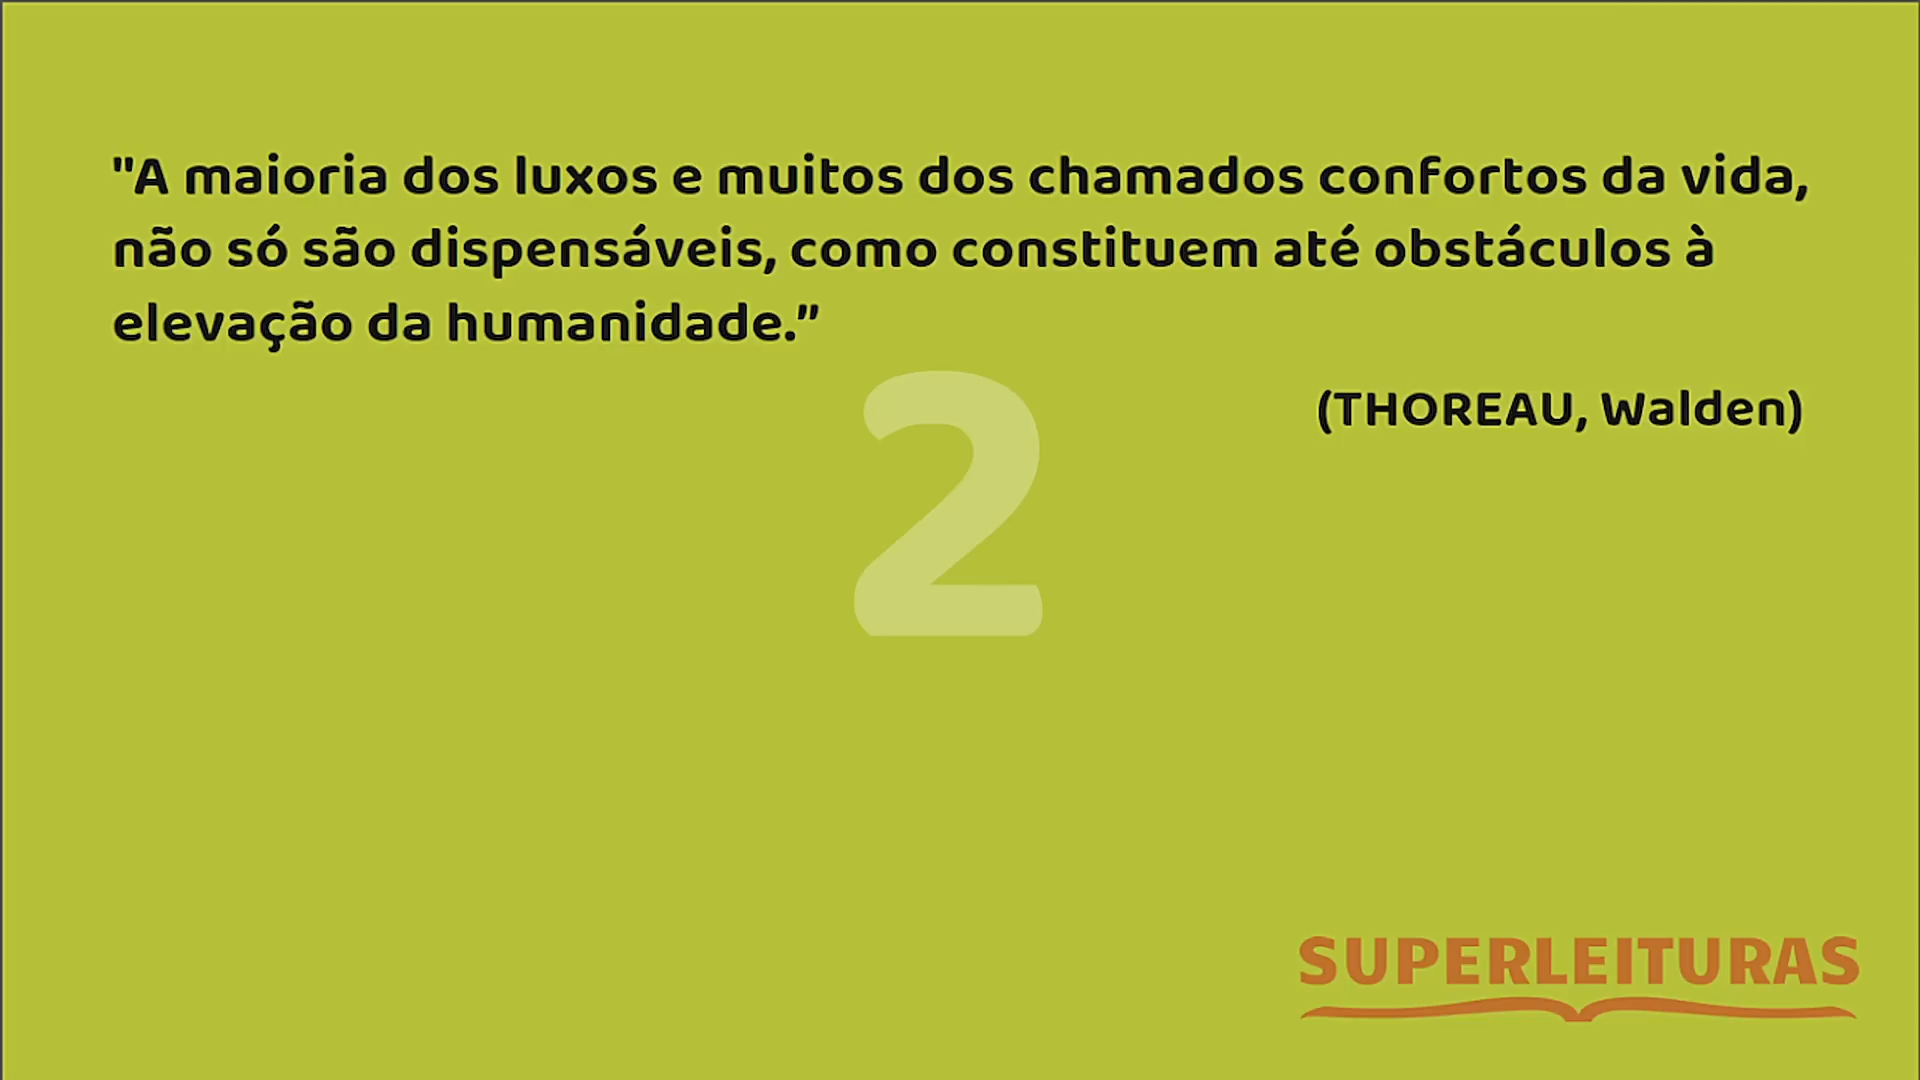 "A maioria dos luxos e muitos dos chamados confortos da vida,
não só são dispensáveis, como constituem até obstáculos à
elevação da humanidade.”
(THOREAU, Walden)
2
SUPERLEITURAS